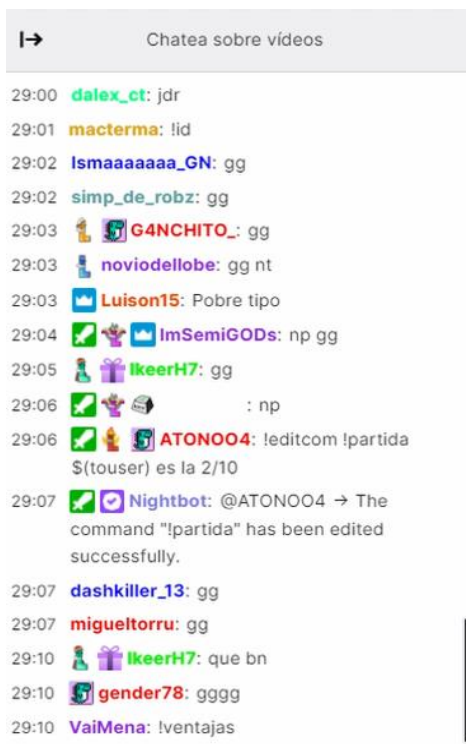 Chatea sobre vídeos
29:00 dalex_ct: jdr
29:01 macterma: !id
29:02 Ismaaaaaaa_GN: gg
29:02 simp_de_robz: gg
29:03 G4NCHITO_: gg
29:03 noviodellobe: gg nt
29:03 Luison15: Pobre tipo
29:04 ImSemiGODs: np gg
29:05 IkeerH7: gg
29:06 : np
29:06 ATONOO4: !editcom !partida
$(touser) es la 2/10
29:07 Nightbot: @ATONOO4 → The
command "!partida" has been edited
successfully.
29:07 dashkiller_13: gg
29:07 migueltorru: gg
29:10 IkeerH7: que bn
29:10 gender78: gggg
29:10 VaiMena: !ventajas